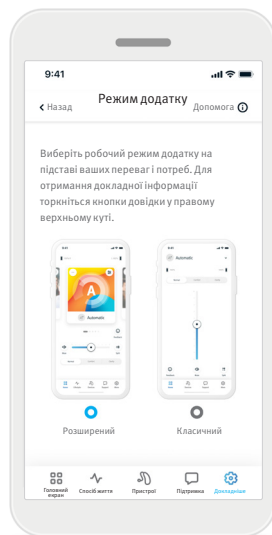 9:41
Назад
Режим додатку
Допомога
Виберіть робочий режим додатку на
підставі ваших переваг і потреб. Для
отримання докладної інформації
торкніться кнопки довідки у правому
верхньому куті.
A
Automatic
Automatic
Розширений
Класичний
Головний
екран
Спосіб життя
Пристрої
Підтримка
Докладніше